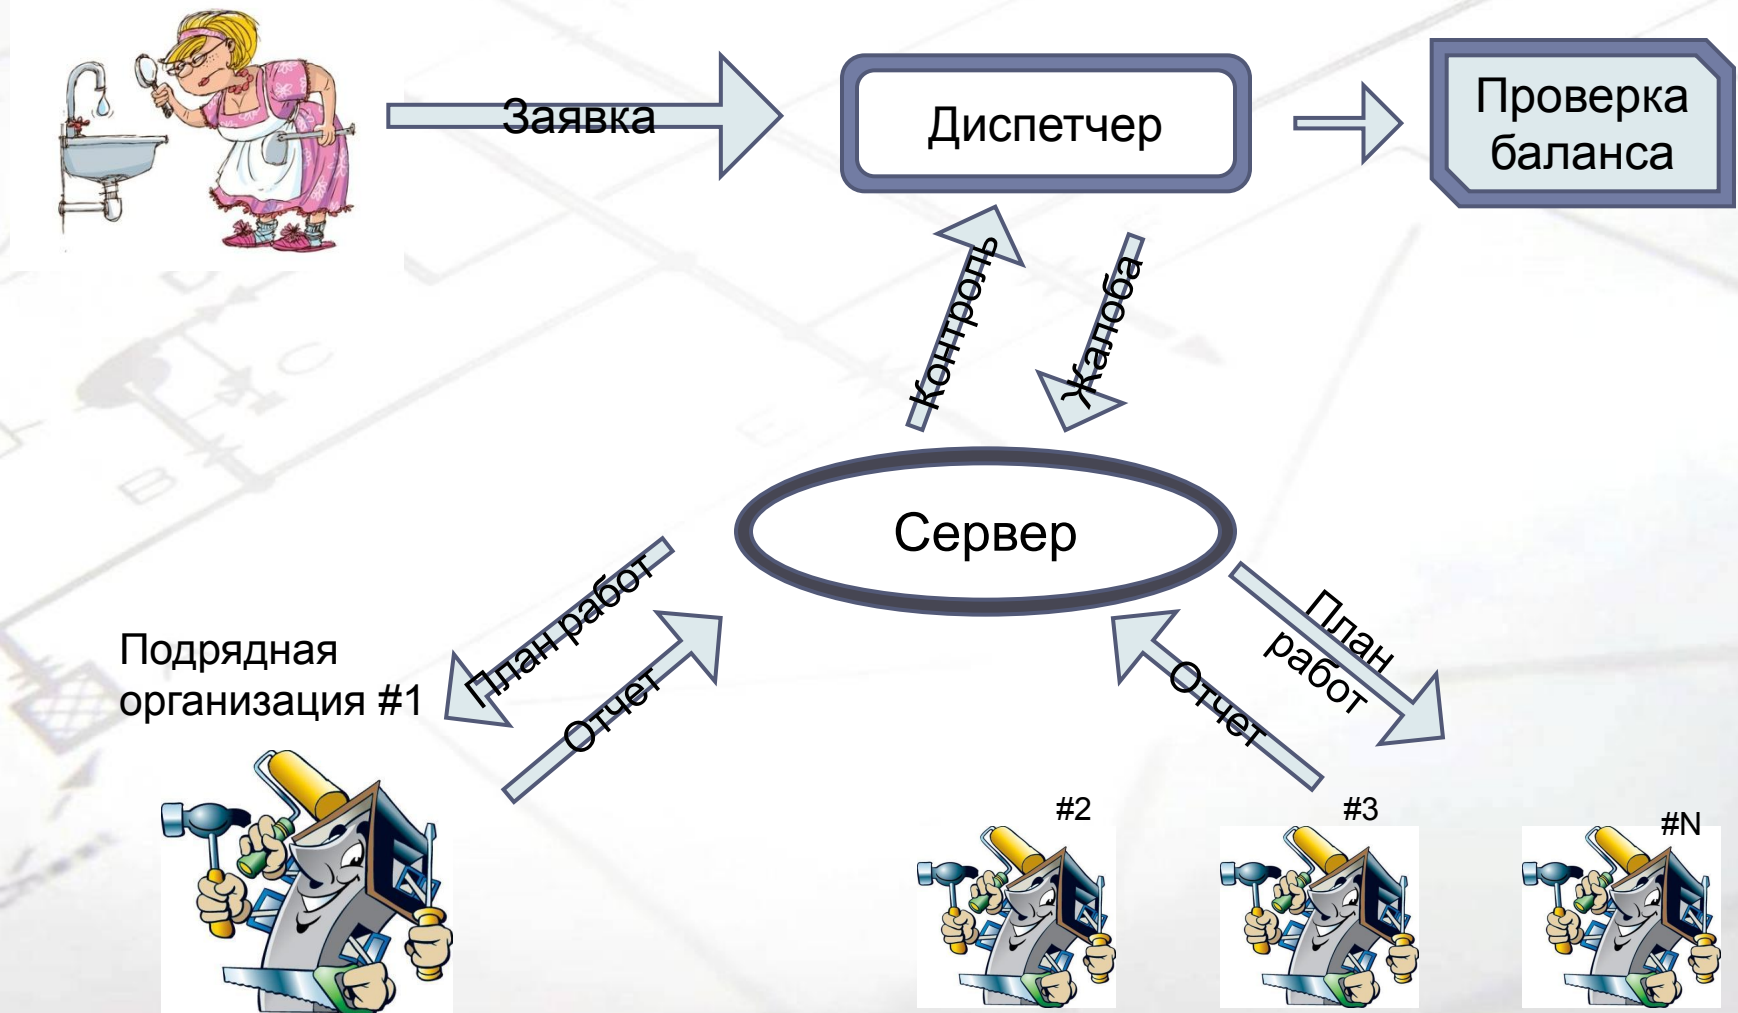 Заявка
Диспетчер
Проверка
баланса
Контроль
Жалоба
Сервер
План работ
Отчет
План
работ
Отчет
Подрядная
организация #1
#2
#3
#N